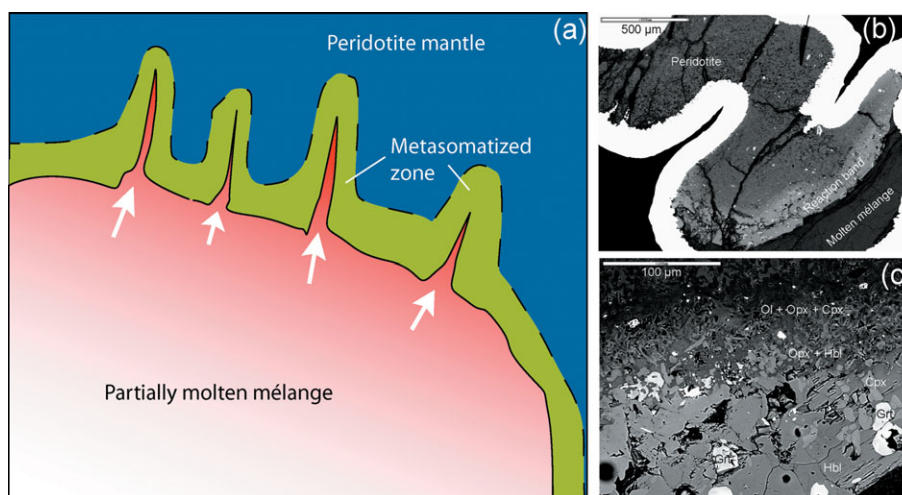 (a)
Peridotite mantle
Metasomatized
zone
Partially molten mélange
500 µm
(b)
Peridotite
Reaction band
Molten mélange
100 µm
(c)
Ol + Opx + Cpx
Opx + Hbl
Cpx
Grt
Grt
Hbl